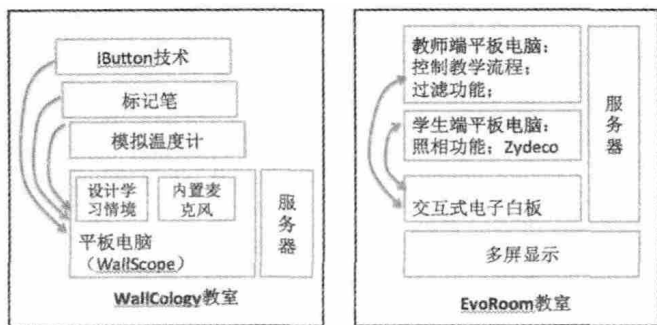 iButton技术
标记笔
模拟温度计
设计学
习情境
内置麦
克风
平板电脑
（WallScope）
服
务
器
WallCology教室
教师端平板电脑；
控制教学流程；
过滤功能；
学生端平板电脑：
照相功能；Zydeco
交互式电子白板
服
务
器
多屏显示
EvoRoom教室